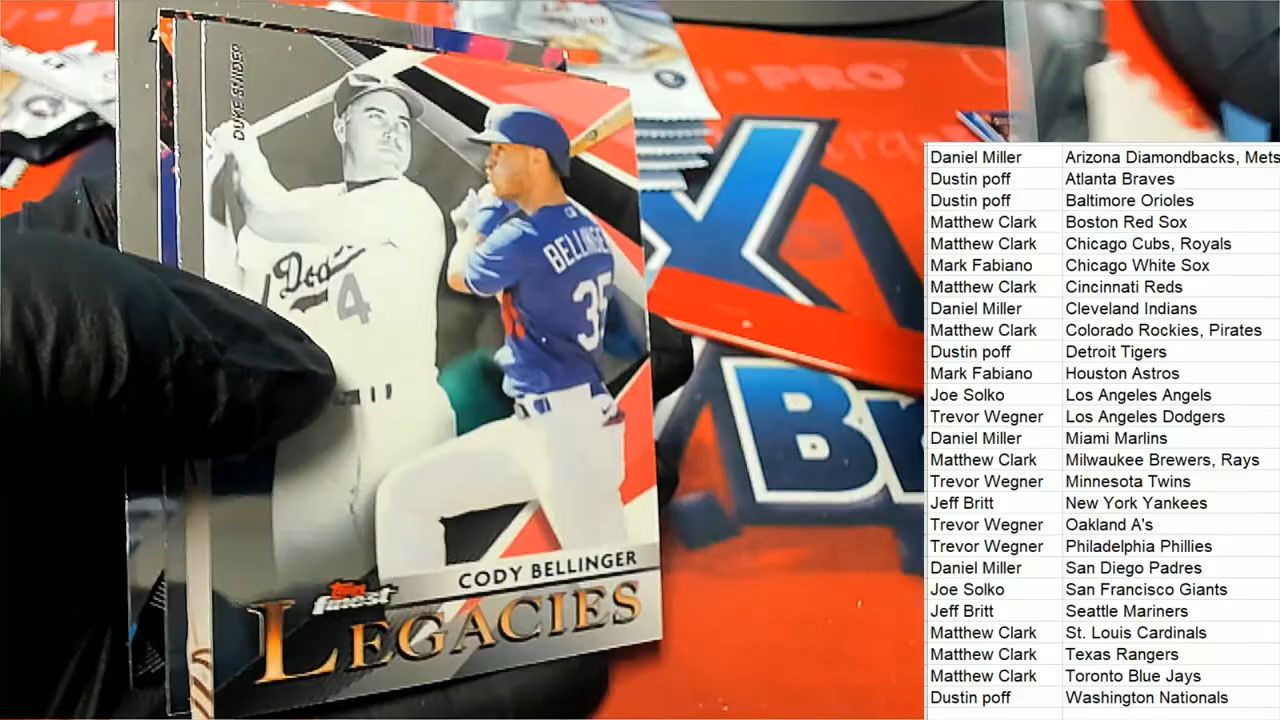 DUKE SNIDER
Dodgers
4
BELLINGER
35
CODY BELLINGER
Topps
finest
LEGACIES
PRO
Daniel Miller Arizona Diamondbacks, Mets
Dustin poff Atlanta Braves
Dustin poff Baltimore Orioles
Matthew Clark Boston Red Sox
Matthew Clark Chicago Cubs, Royals
Mark Fabiano Chicago White Sox
Matthew Clark Cincinnati Reds
Daniel Miller Cleveland Indians
Matthew Clark Colorado Rockies, Pirates
Dustin poff Detroit Tigers
Mark Fabiano Houston Astros
Joe Solko Los Angeles Angels
Trevor Wegner Los Angeles Dodgers
Daniel Miller Miami Marlins
Matthew Clark Milwaukee Brewers, Rays
Trevor Wegner Minnesota Twins
Jeff Britt New York Yankees
Trevor Wegner Oakland A's
Trevor Wegner Philadelphia Phillies
Daniel Miller San Diego Padres
Joe Solko San Francisco Giants
Jeff Britt Seattle Mariners
Matthew Clark St. Louis Cardinals
Matthew Clark Texas Rangers
Matthew Clark Toronto Blue Jays
Dustin poff Washington Nationals